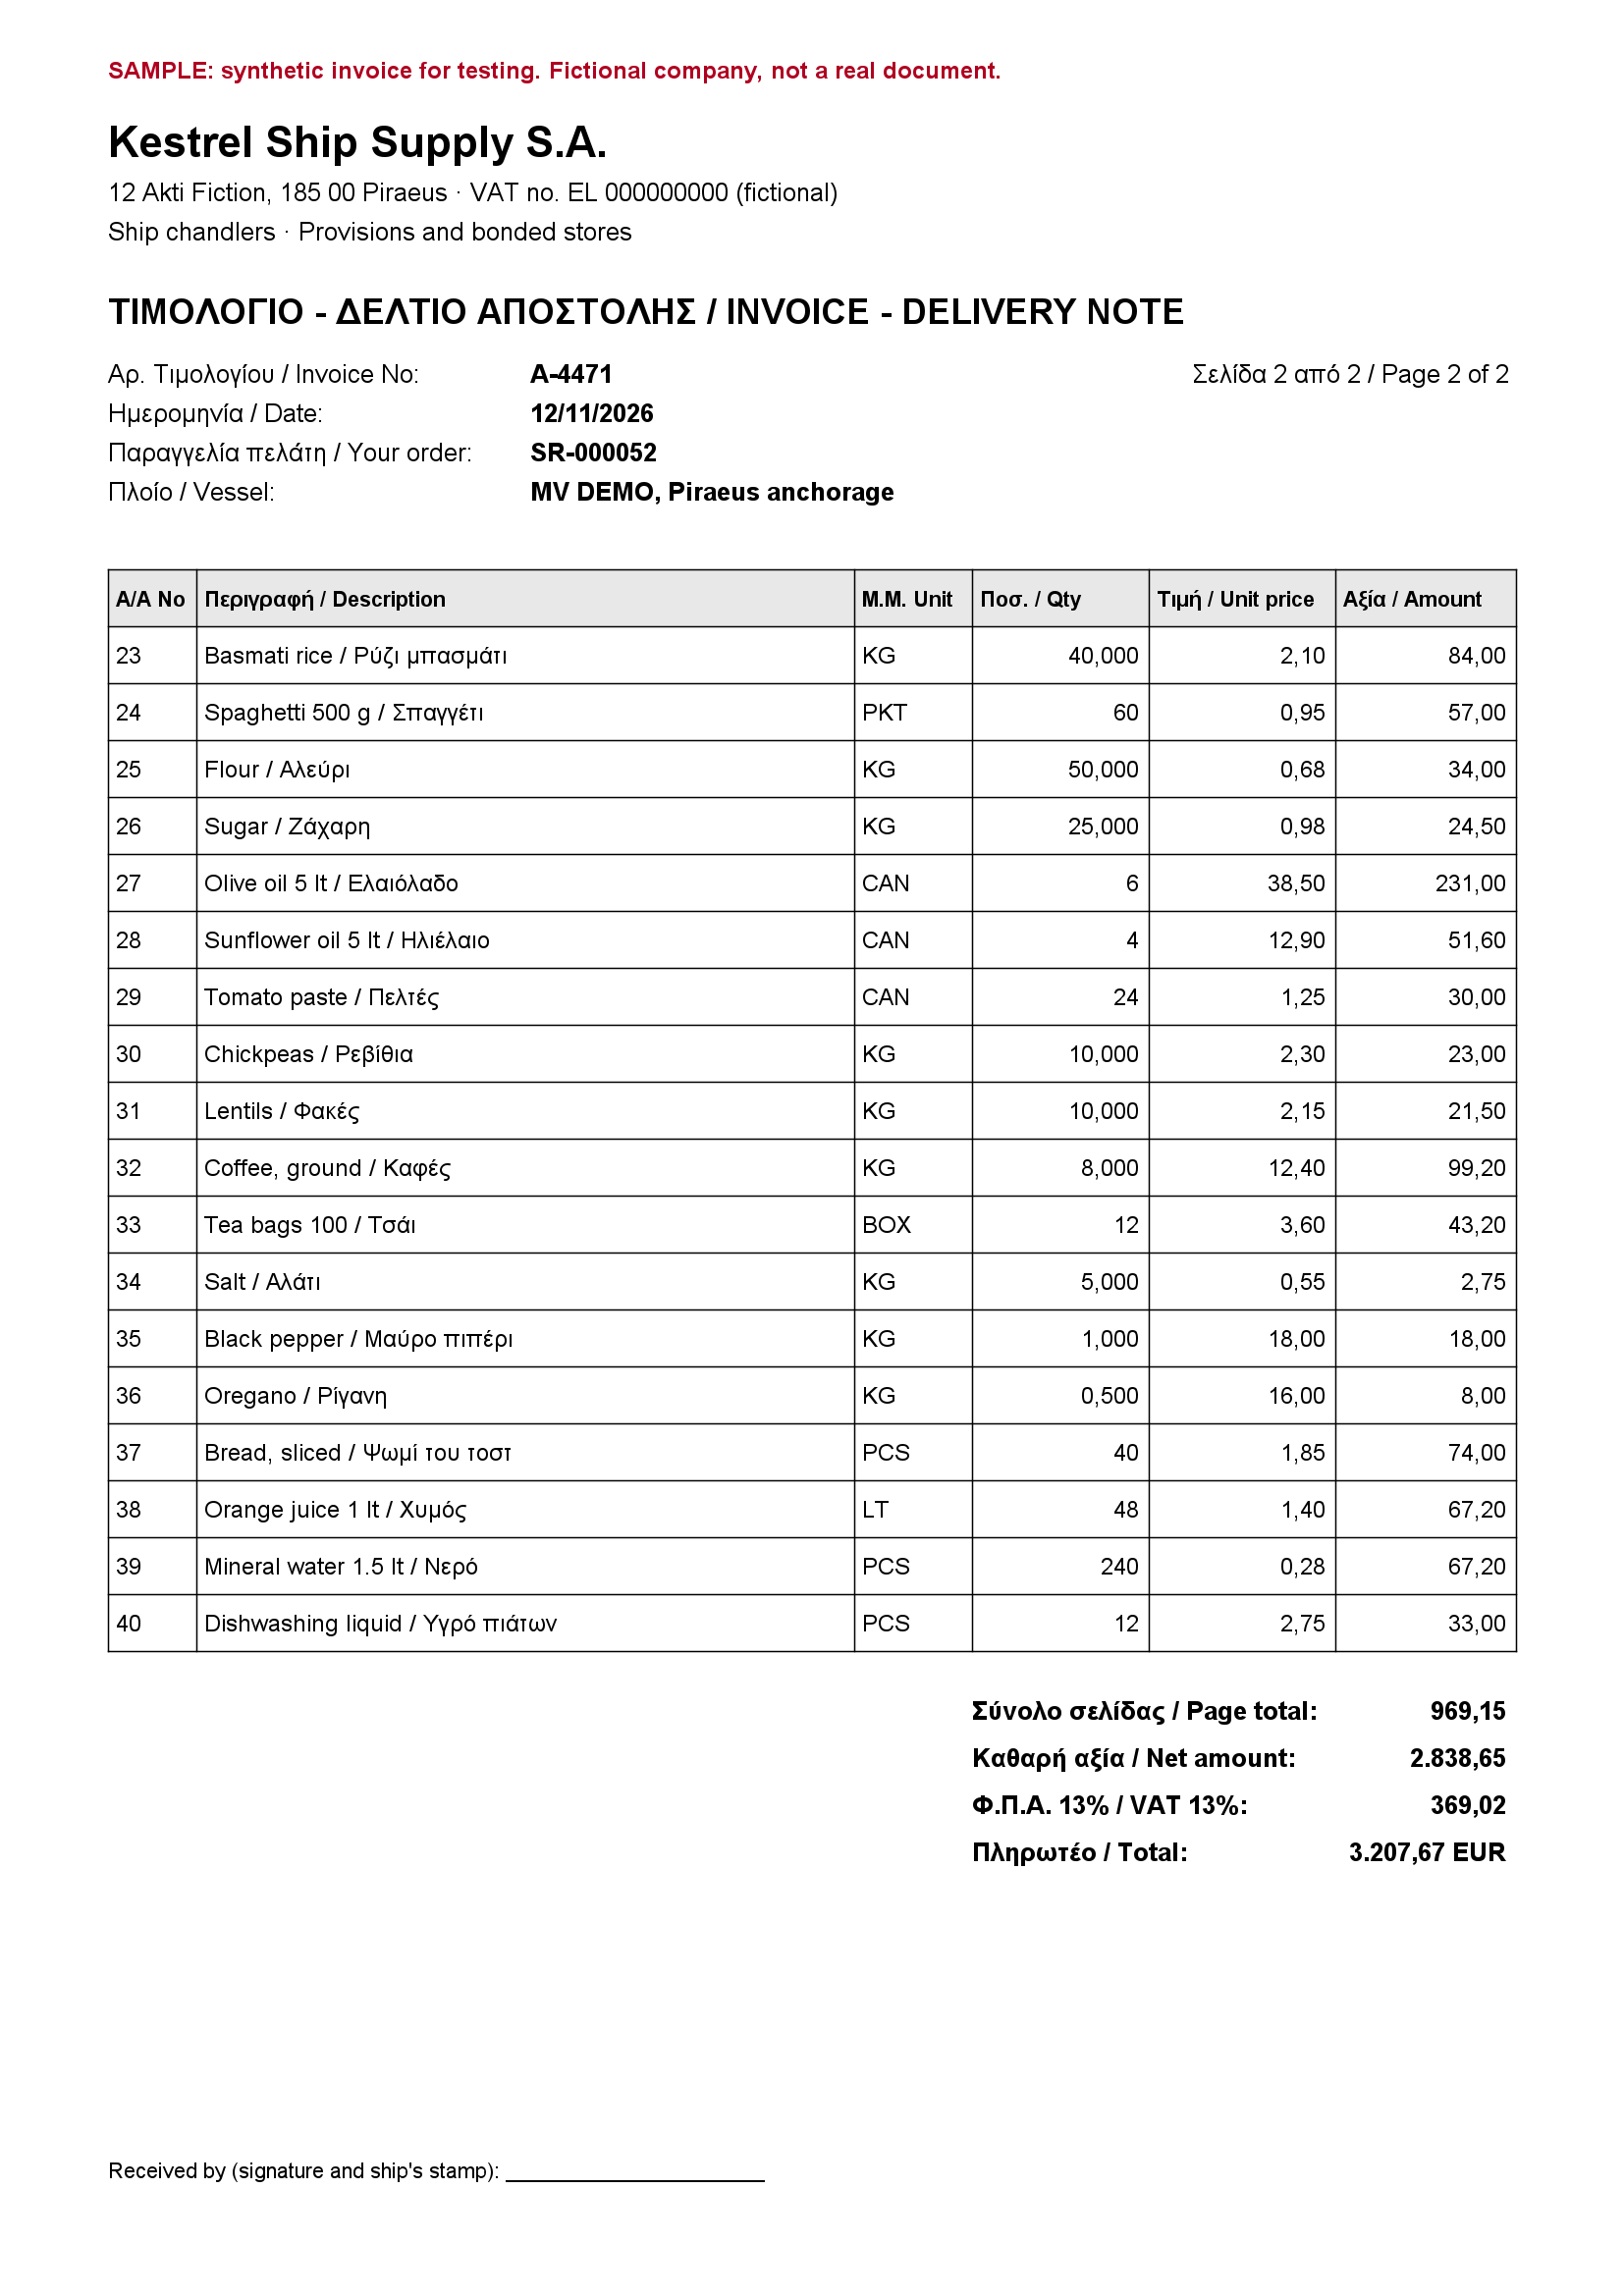 SAMPLE: synthetic invoice for testing. Fictional company, not a real document.
Kestrel Ship Supply S.A.
12 Akti Fiction, 185 00 Piraeus · VAT no. EL 000000000 (fictional)
Ship chandlers · Provisions and bonded stores
ΤΙΜΟΛΟΓΙΟ - ΔΕΛΤΙΟ ΑΠΟΣΤΟΛΗΣ / INVOICE - DELIVERY NOTE
Αρ. Τιμολογίου / Invoice No: A-4471 Σελίδα 2 από 2 / Page 2 of 2
Ημερομηνία / Date: 12/11/2026
Παραγγελία πελάτη / Your order: SR-000052
Πλοίο / Vessel: MV DEMO, Piraeus anchorage
Α/Α No Περιγραφή / Description Μ.Μ. Unit Ποσ. / Qty Τιμή / Unit price Αξία / Amount
23 Basmati rice / Ρύζι μπασμάτι KG 40,000 2,10 84,00
24 Spaghetti 500 g / Σπαγγέτι PKT 60 0,95 57,00
25 Flour / Αλεύρι KG 50,000 0,68 34,00
26 Sugar / Ζάχαρη KG 25,000 0,98 24,50
27 Olive oil 5 lt / Ελαιόλαδο CAN 6 38,50 231,00
28 Sunflower oil 5 lt / Ηλιέλαιο CAN 4 12,90 51,60
29 Tomato paste / Πελτές CAN 24 1,25 30,00
30 Chickpeas / Ρεβίθια KG 10,000 2,30 23,00
31 Lentils / Φακές KG 10,000 2,15 21,50
32 Coffee, ground / Καφές KG 8,000 12,40 99,20
33 Tea bags 100 / Τσάι BOX 12 3,60 43,20
34 Salt / Αλάτι KG 5,000 0,55 2,75
35 Black pepper / Μαύρο πιπέρι KG 1,000 18,00 18,00
36 Oregano / Ρίγανη KG 0,500 16,00 8,00
37 Bread, sliced / Ψωμί του τοστ PCS 40 1,85 74,00
38 Orange juice 1 lt / Χυμός LT 48 1,40 67,20
39 Mineral water 1.5 lt / Νερό PCS 240 0,28 67,20
40 Dishwashing liquid / Υγρό πιάτων PCS 12 2,75 33,00
Σύνολο σελίδας / Page total: 969,15
Καθαρή αξία / Net amount: 2.838,65
Φ.Π.Α. 13% / VAT 13%: 369,02
Πληρωτέο / Total: 3.207,67 EUR
Received by (signature and ship's stamp): ______________________